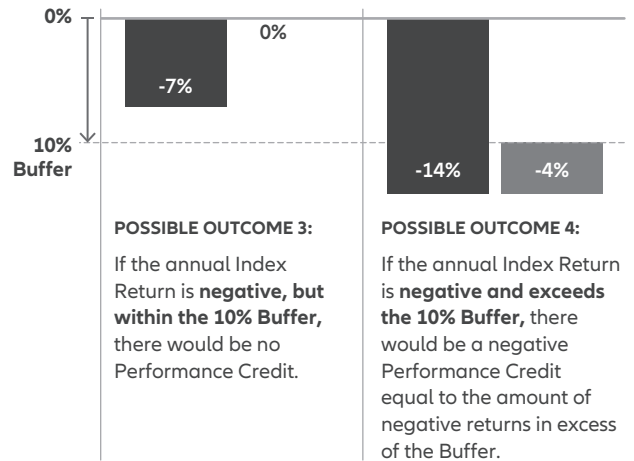 0%
0%
-7%
10%
Buffer
-14%
-4%
POSSIBLE OUTCOME 3:
If the annual Index
Return is negative, but
within the 10% Buffer,
there would be no
Performance Credit.
POSSIBLE OUTCOME 4:
If the annual Index Return
is negative and exceeds
the 10% Buffer, there
would be a negative
Performance Credit
equal to the amount of
negative returns in excess
of the Buffer.